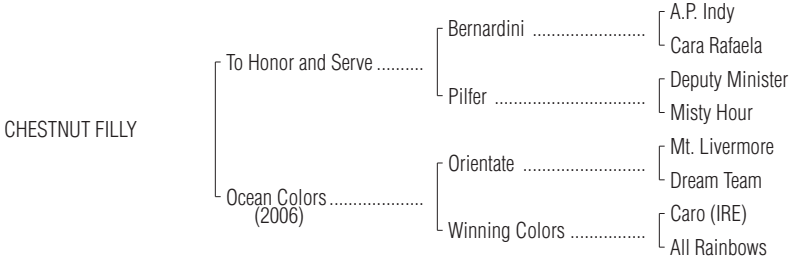 A.P. Indy
Bernardini ........................
Cara Rafaela
To Honor and Serve ..........
Deputy Minister
Pilfer ................................
Misty Hour
CHESTNUT FILLY
Mt. Livermore
Orientate ..........................
Dream Team
Ocean Colors ....................
(2006)
Caro (IRE)
Winning Colors ................
All Rainbows